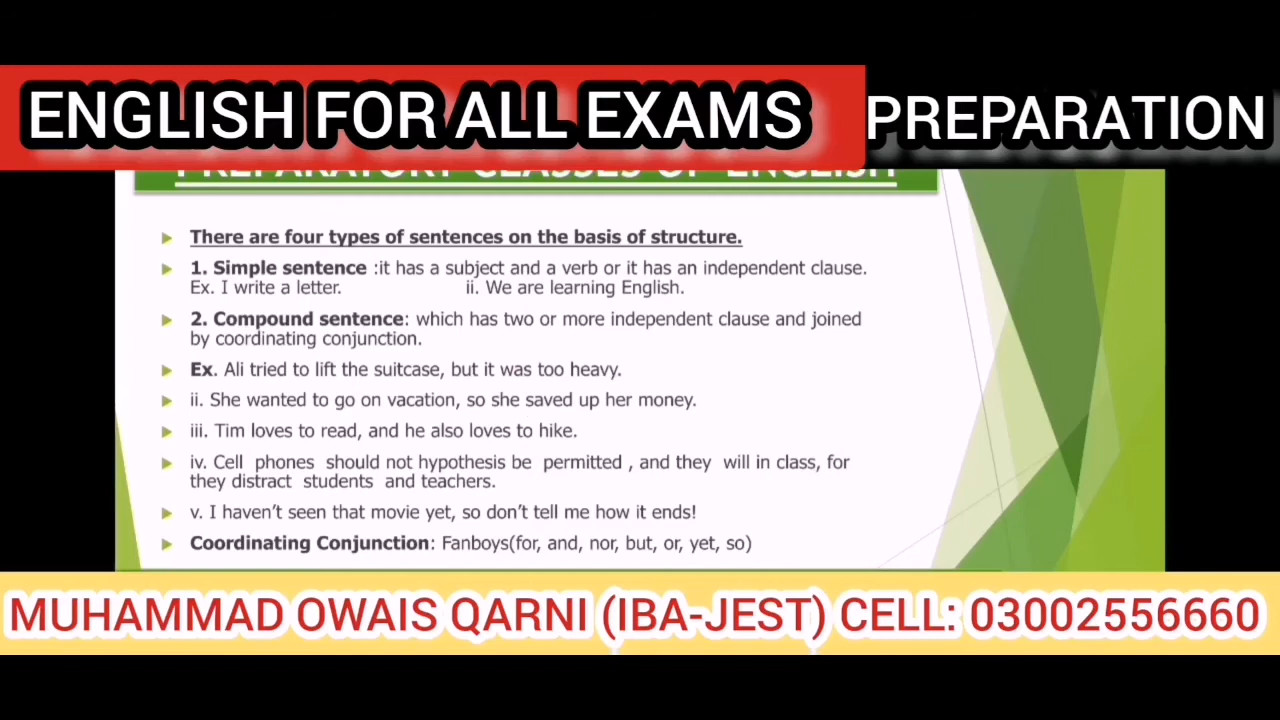 ENGLISH FOR ALL EXAMS PREPARATION
PREPARATORY CLASSES OF ENGLISH
There are four types of sentences on the basis of structure.
1. Simple sentence :it has a subject and a verb or it has an independent clause.
Ex. I write a letter. ii. We are learning English.
2. Compound sentence: which has two or more independent clause and joined
by coordinating conjunction.
Ex. Ali tried to lift the suitcase, but it was too heavy.
ii. She wanted to go on vacation, so she saved up her money.
iii. Tim loves to read, and he also loves to hike.
iv. Cell phones should not hypothesis be permitted , and they will in class, for
they distract students and teachers.
v. I haven't seen that movie yet, so don't tell me how it ends!
Coordinating Conjunction: Fanboys(for, and, nor, but, or, yet, so)
MUHAMMAD OWAIS QARNI (IBA-JEST) CELL: 03002556660